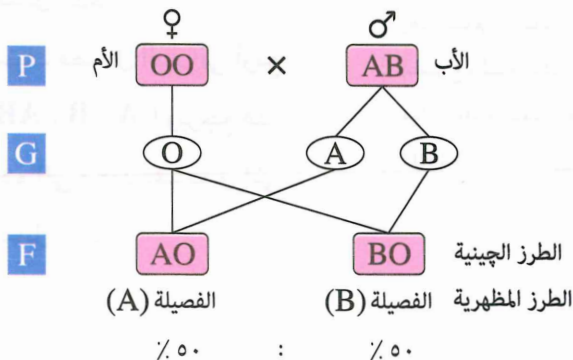 ♀ ♂
P الأم OO × AB الأب
G O A B
F AO BO الطرز الچينية
الفصيلة (A) الفصيلة (B) الطرز المظهرية
٥٠ ٪ : ٥٠ ٪